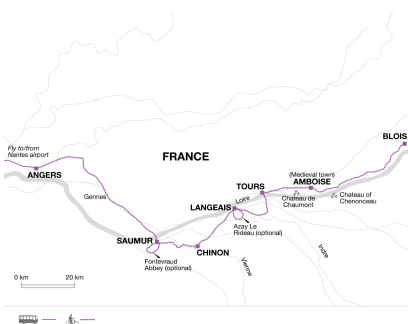 BLOIS
Fly to/from
Nantes airport
FRANCE
(Medieval town)
AMBOISE
ANGERS
TOURS
Chateau of
Chenonceau
Gennes
Loire
Chateau de
Chaumont
LANGEAIS
Azay Le
Rideau (optional)
SAUMUR
CHINON
Indre
Fontevraud
Abbey (optional)
Vienne
0 km
20 km